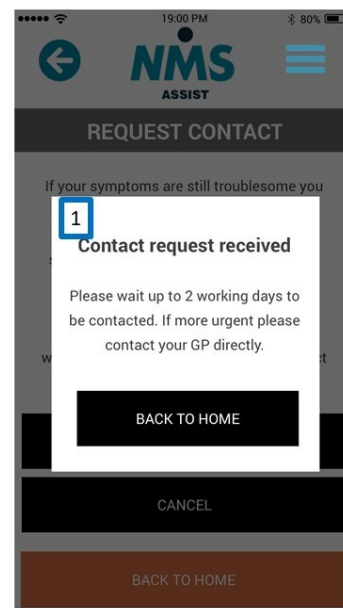 19:00 PM
80%
NMS
ASSIST
REQUEST CONTACT
If your symptoms are still troublesome you
1
Contact request received
Please wait up to 2 working days to
be contacted. If more urgent please
contact your GP directly.
BACK TO HOME
CANCEL
BACK TO HOME